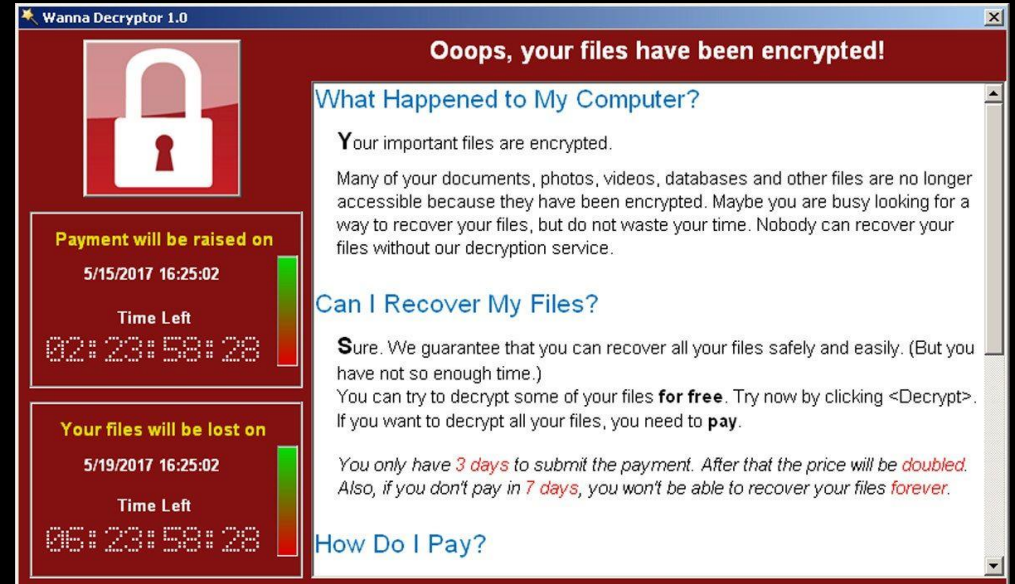 Wanna Decryptor 1.0
Ooops, your files have been encrypted!
Payment will be raised on
5/15/2017 16:25:02
Time Left
02:23:58:28
Your files will be lost on
5/19/2017 16:25:02
Time Left
06:23:58:28
What Happened to My Computer?
Your important files are encrypted.
Many of your documents, photos, videos, databases and other files are no longer
accessible because they have been encrypted. Maybe you are busy looking for a
way to recover your files, but do not waste your time. Nobody can recover your
files without our decryption service.
Can I Recover My Files?
Sure. We guarantee that you can recover all your files safely and easily. (But you
have not so enough time.)
You can try to decrypt some of your files for free. Try now by clicking <Decrypt>.
If you want to decrypt all your files, you need to pay.
You only have 3 days to submit the payment. After that the price will be doubled.
Also, if you don't pay in 7 days, you won't be able to recover your files forever.
How Do I Pay?